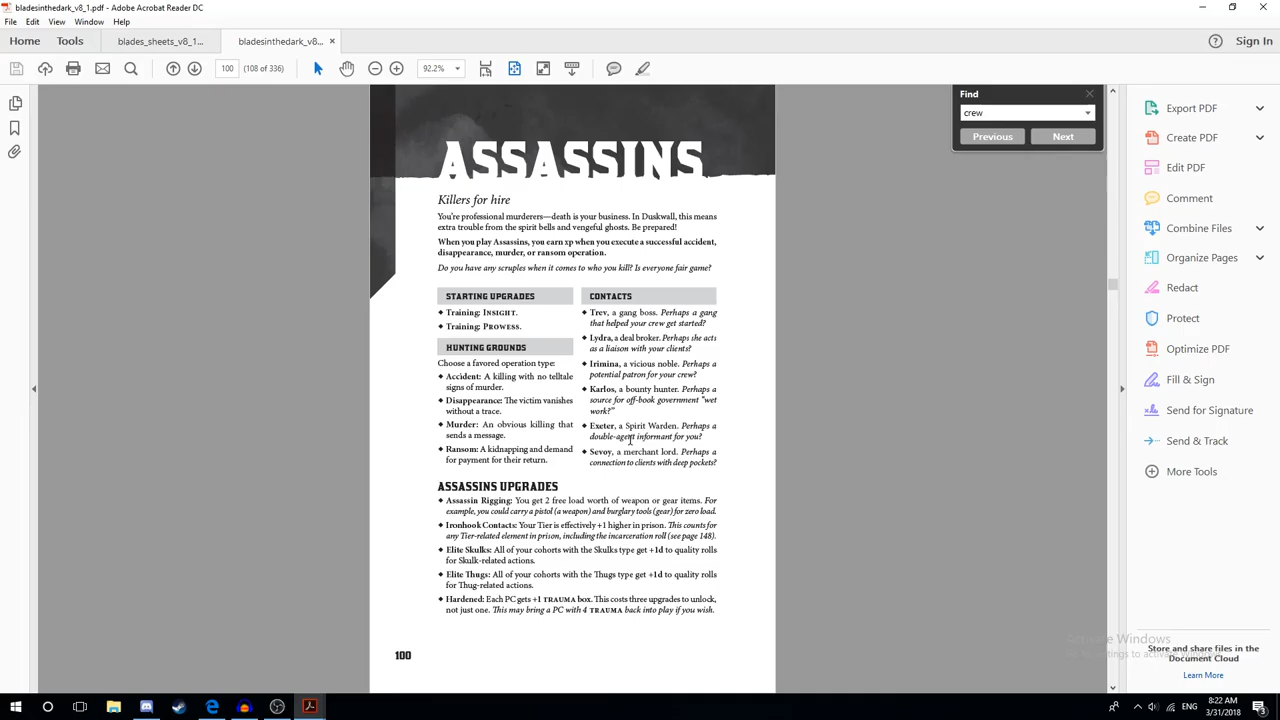 bladesinthedark_v8_1.pdf - Adobe Acrobat Reader DC
File Edit View Window Help
Home Tools blades_sheets_v8_1... bladesinthedark_v8... × Sign In
100 (108 of 336) 92.2%
Find
crew
Previous Next
Export PDF
Create PDF
Edit PDF
Comment
Combine Files
Organize Pages
Redact
Protect
Optimize PDF
Fill & Sign
Send for Signature
Send & Track
More Tools
Store and share files in the
Document Cloud
Learn More
ASSASSINS
Killers for hire
You're professional murderers—death is your business. In Duskwall, this means
extra trouble from the spirit bells and vengeful ghosts. Be prepared!
When you play Assassins, you earn xp when you execute a successful accident,
disappearance, murder, or ransom operation.
Do you have any scruples when it comes to who you kill? Is everyone fair game?
STARTING UPGRADES
◆ Training: INSIGHT.
◆ Training: PROWESS.
HUNTING GROUNDS
Choose a favored operation type:
◆ Accident: A killing with no telltale
signs of murder.
◆ Disappearance: The victim vanishes
without a trace.
◆ Murder: An obvious killing that
sends a message.
◆ Ransom: A kidnapping and demand
for payment for their return.
CONTACTS
◆ Trev, a gang boss. Perhaps a gang
that helped your crew get started?
◆ Lydra, a deal broker. Perhaps she acts
as a liaison with your clients?
◆ Irimina, a vicious noble. Perhaps a
potential patron for your crew?
◆ Karlos, a bounty hunter. Perhaps a
source for off-book government "wet
work?"
◆ Exeter, a Spirit Warden. Perhaps a
double-agent informant for you?
◆ Sevoy, a merchant lord. Perhaps a
connection to clients with deep pockets?
ASSASSINS UPGRADES
◆ Assassin Rigging: You get 2 free load worth of weapon or gear items. For
example, you could carry a pistol (a weapon) and burglary tools (gear) for zero load.
◆ Ironhook Contacts: Your Tier is effectively +1 higher in prison. This counts for
any Tier-related element in prison, including the incarceration roll (see page 148).
◆ Elite Skulks: All of your cohorts with the Skulks type get +1d to quality rolls
for Skulk-related actions.
◆ Elite Thugs: All of your cohorts with the Thugs type get +1d to quality rolls
for Thug-related actions.
◆ Hardened: Each PC gets +1 TRAUMA box. This costs three upgrades to unlock,
not just one. This may bring a PC with 4 TRAUMA back into play if you wish.
100
Activate Windows
ENG
8:22 AM
3/31/2018
3